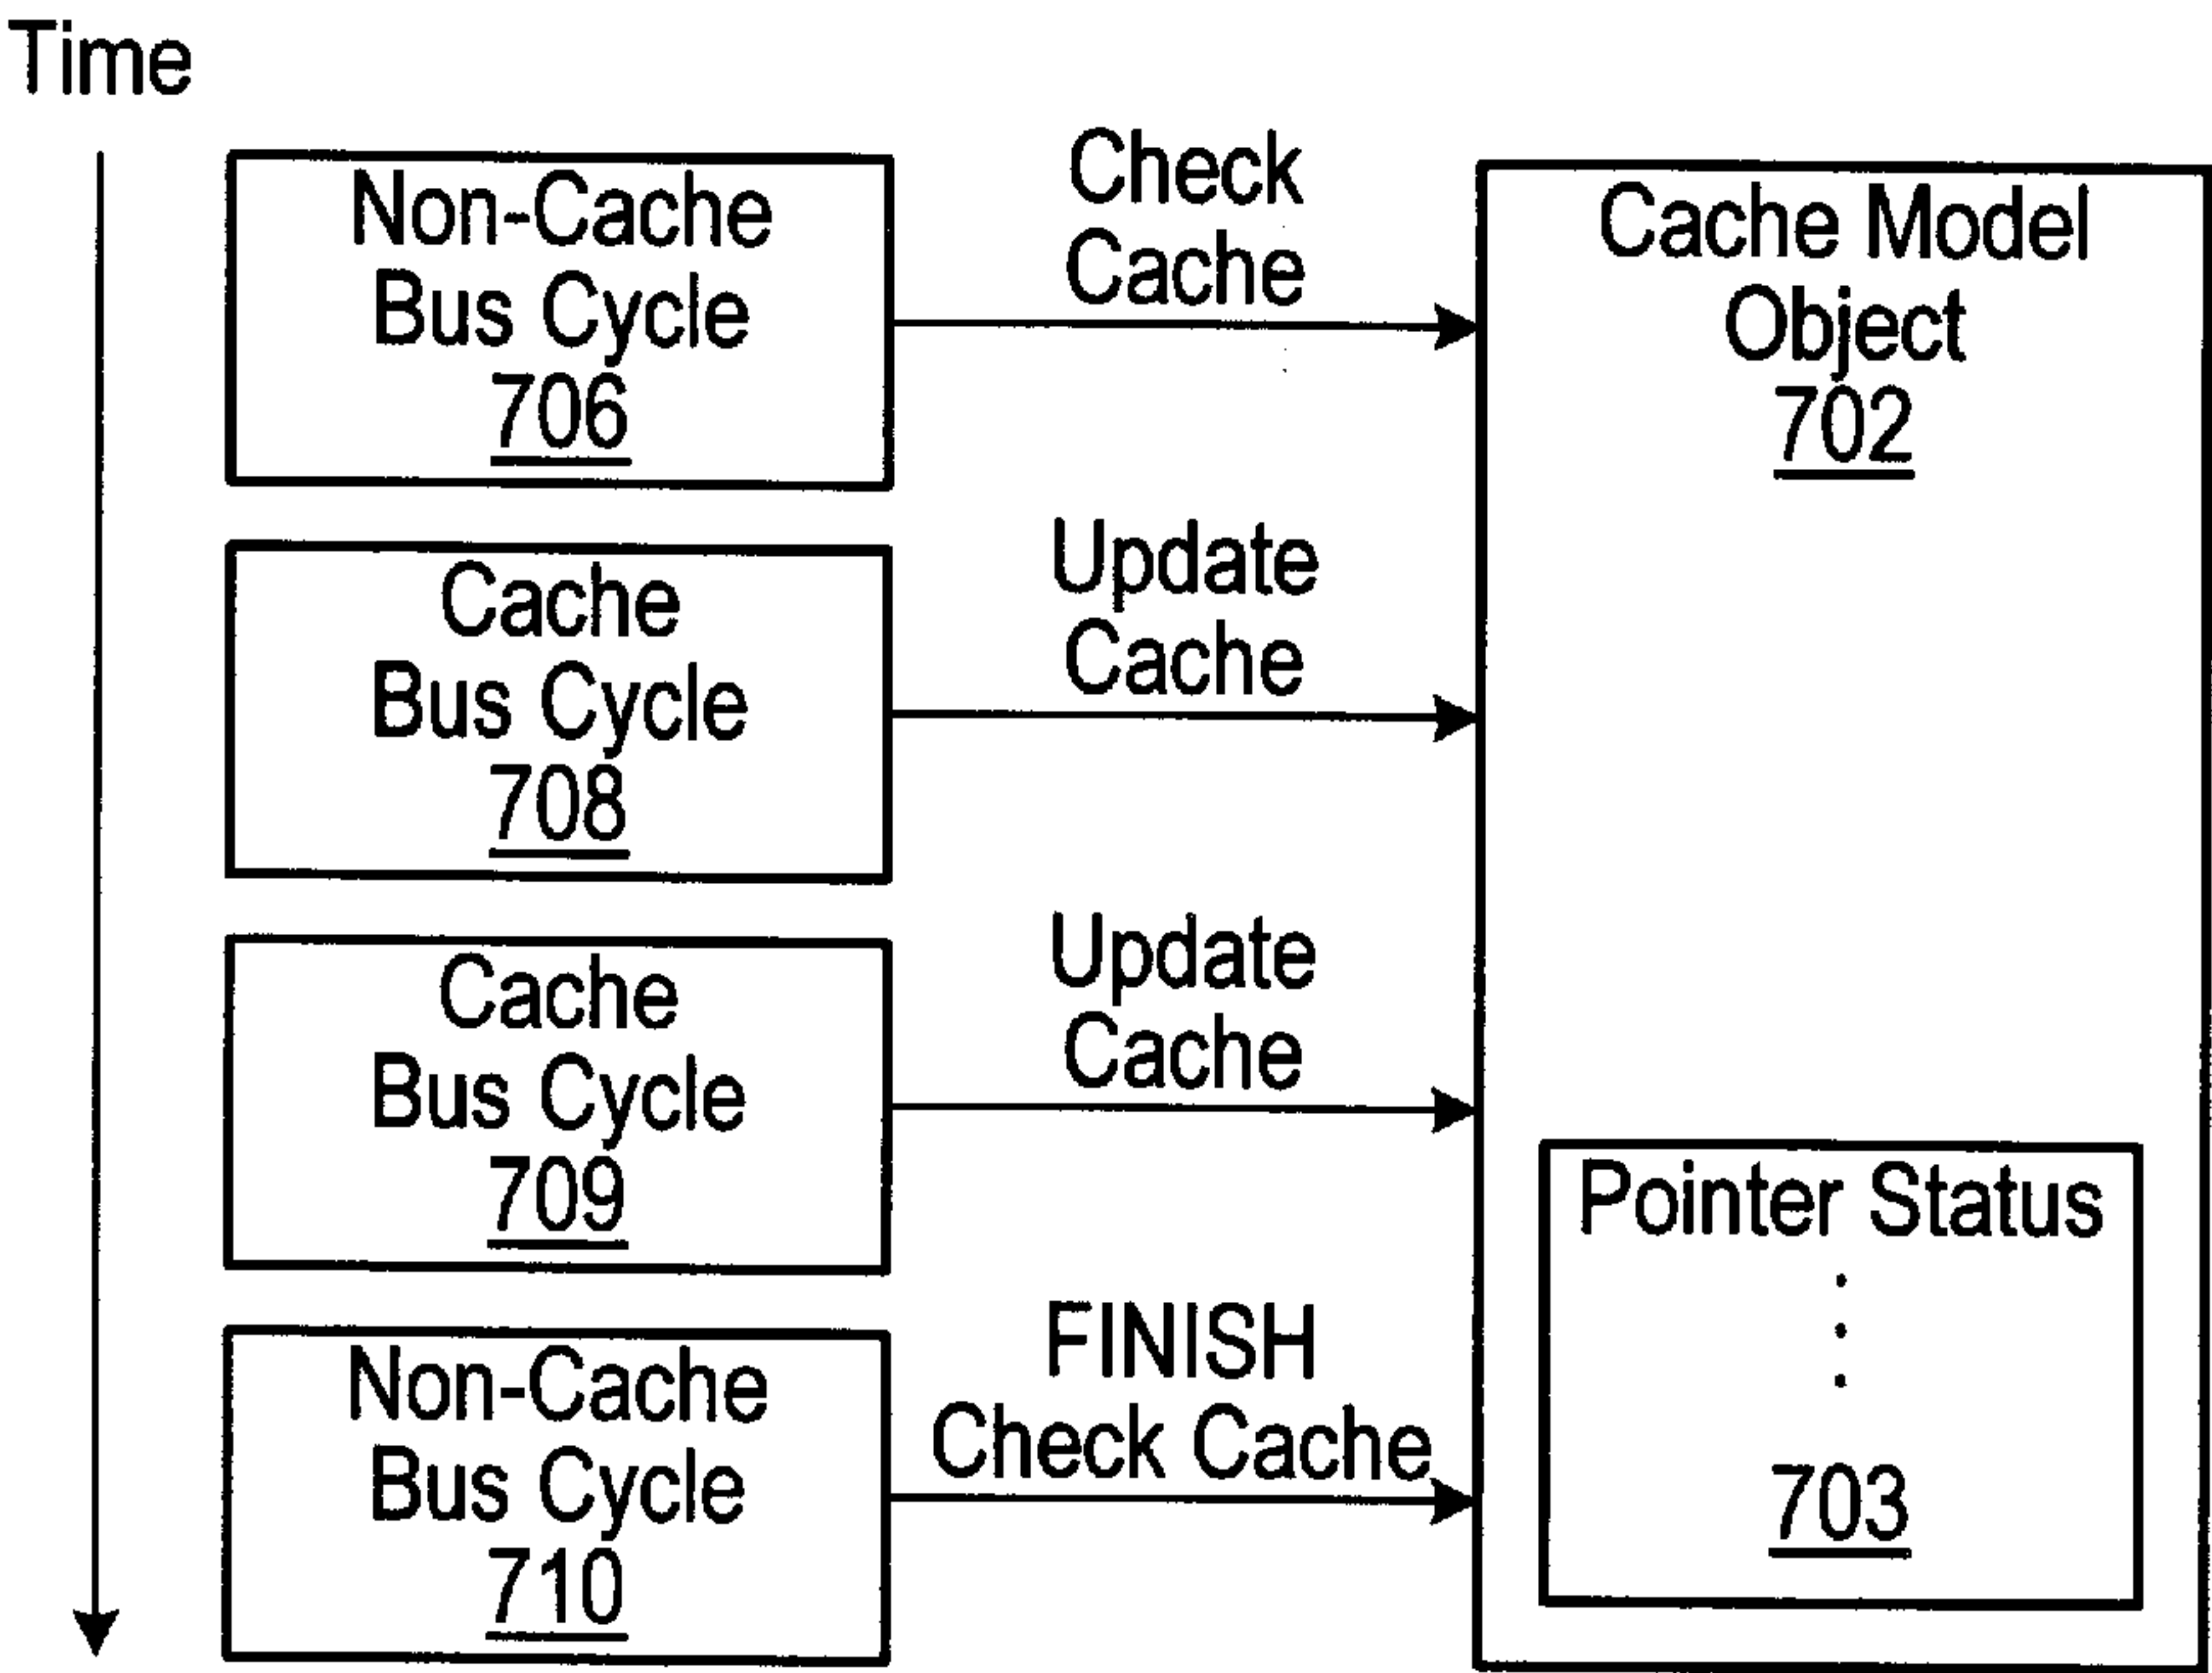 Time
Non-Cache
Bus Cycle
706
Check
Cache
Cache Model
Object
702
Cache
Bus Cycle
708
Update
Cache
Cache
Bus Cycle
709
Update
Cache
Pointer Status
703
Non-Cache
Bus Cycle
710
FINISH
Check Cache